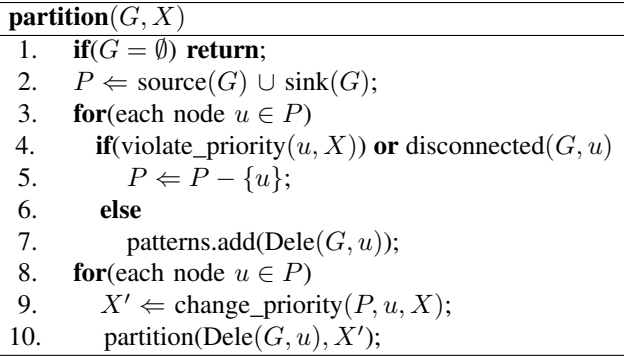 partition(G, X)
1. if(G = ∅) return;
2. P ⇐ source(G) ∪ sink(G);
3. for(each node u ∈ P)
4. if(violate_priority(u, X)) or disconnected(G, u)
5. P ⇐ P − {u};
6. else
7. patterns.add(Dele(G, u));
8. for(each node u ∈ P)
9. X′ ⇐ change_priority(P, u, X);
10. partition(Dele(G, u), X′);